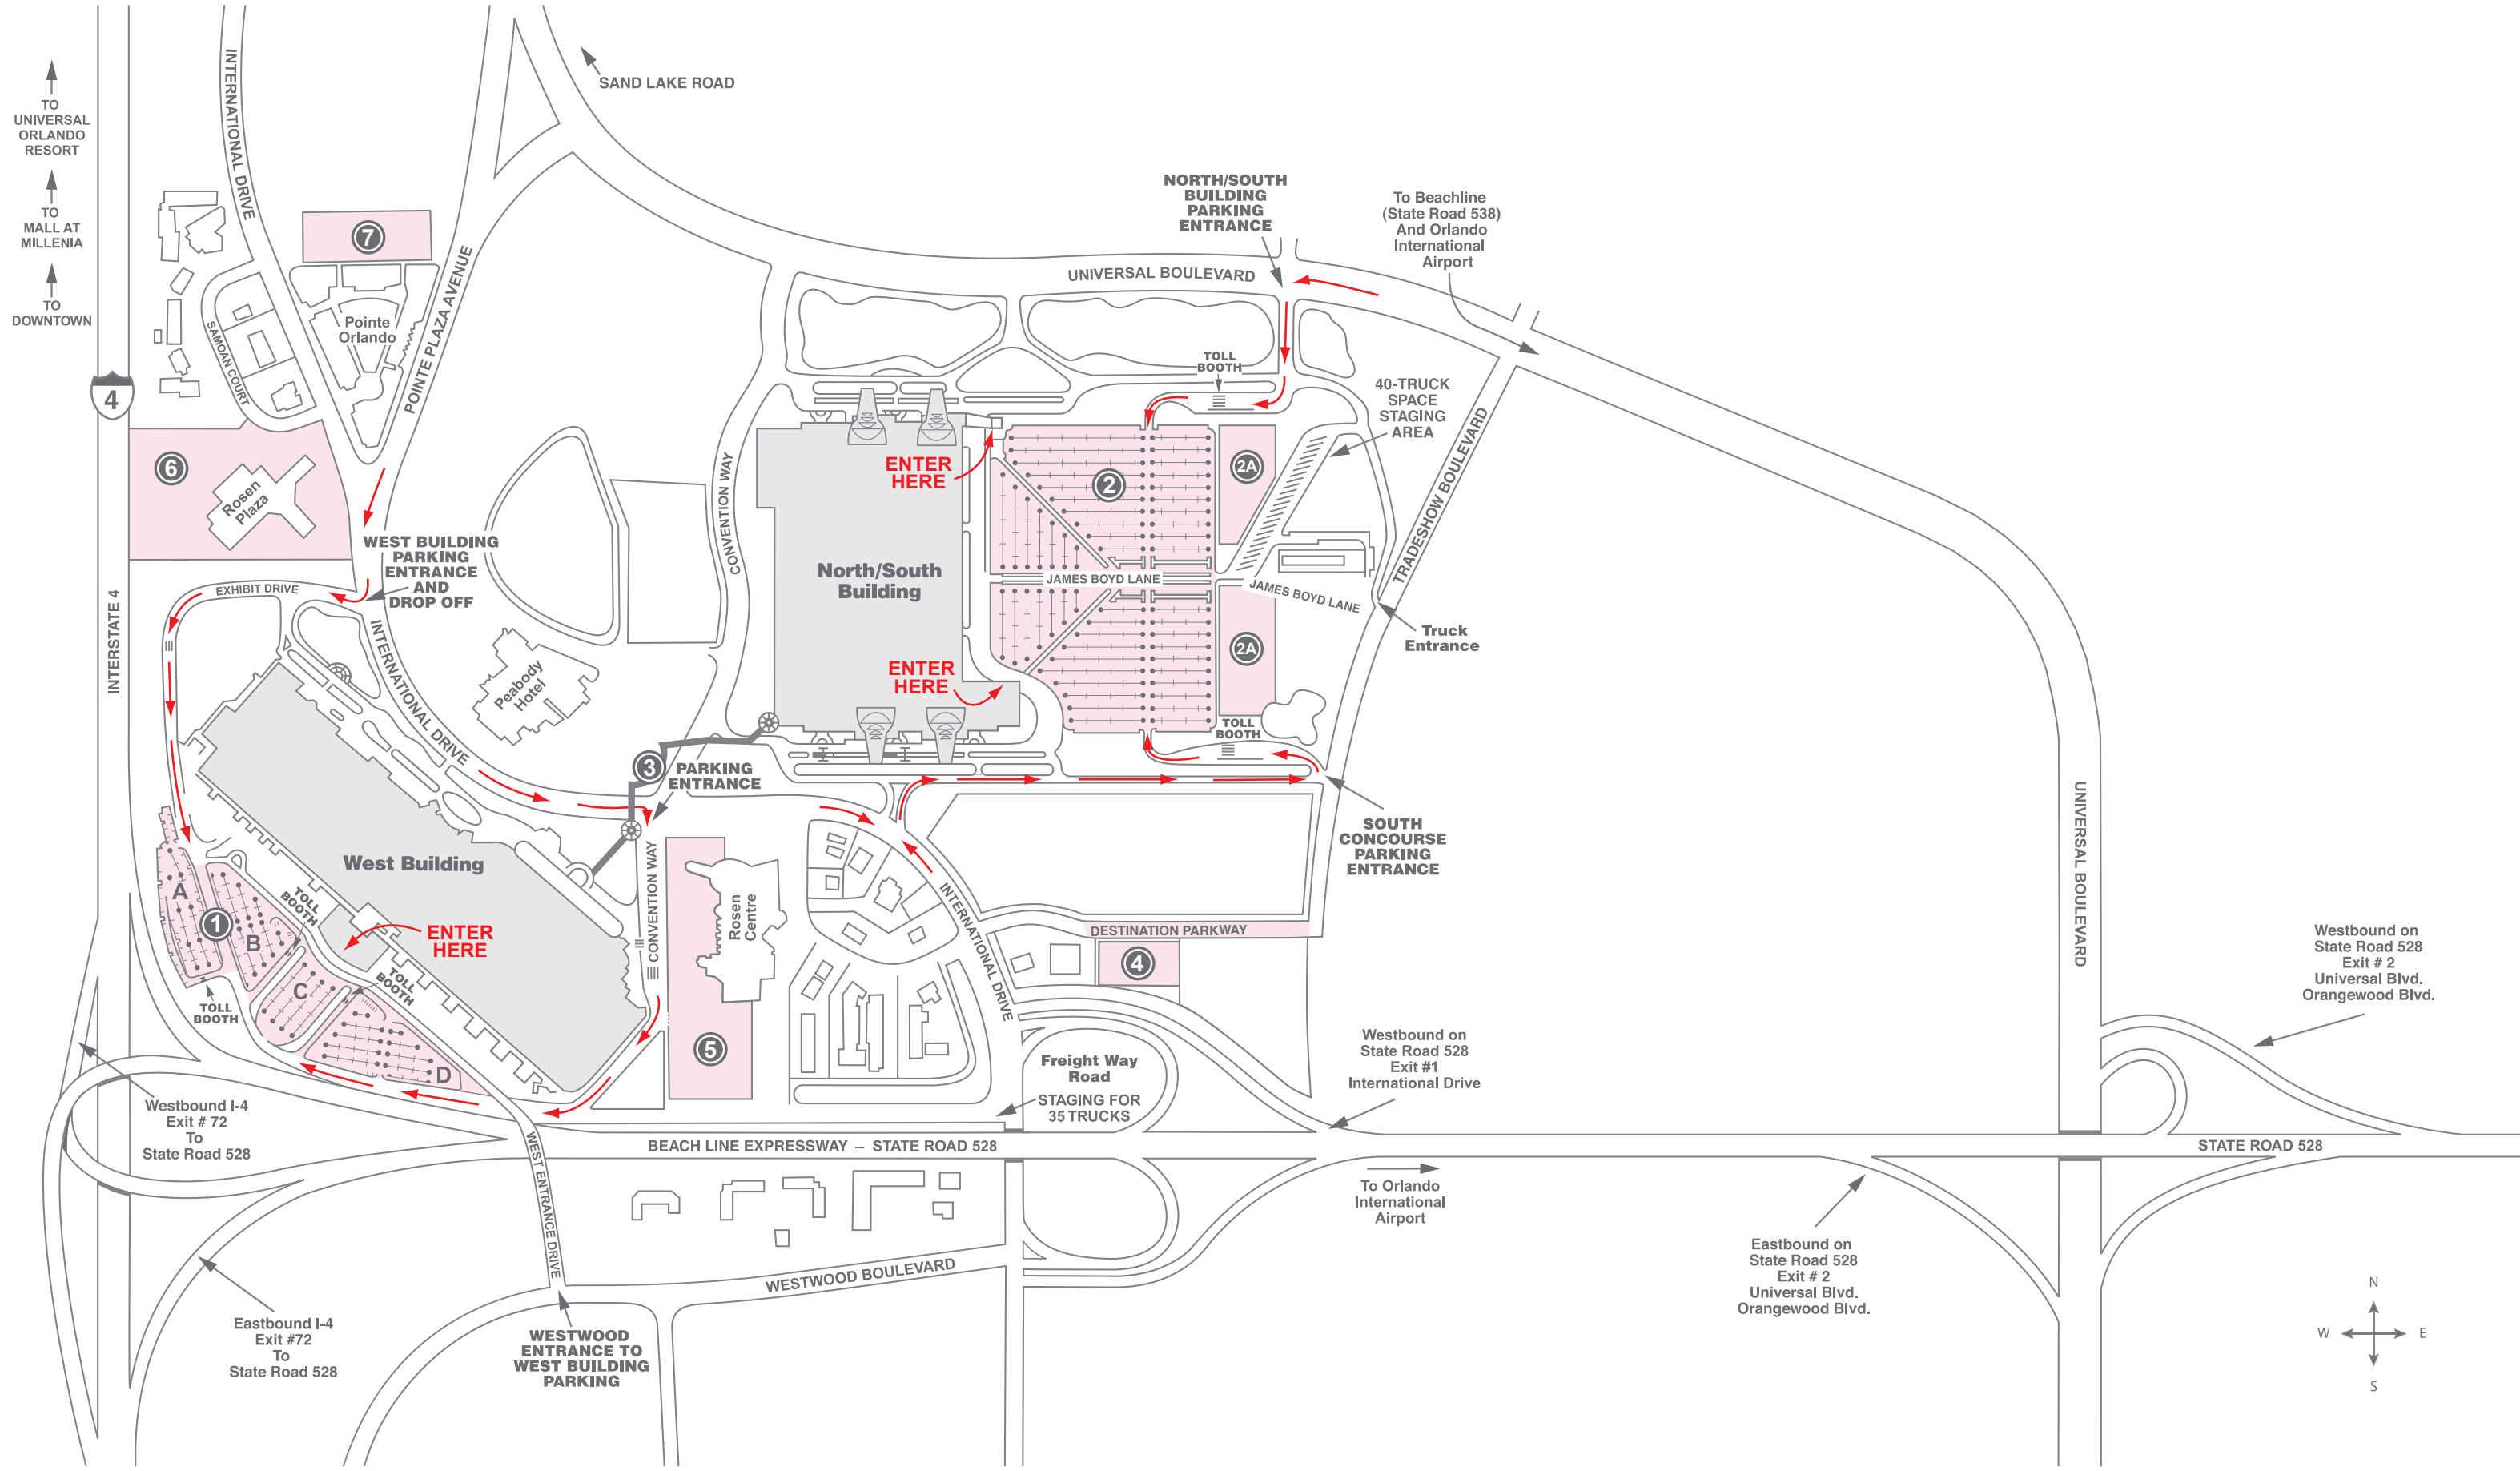 TO
UNIVERSAL
ORLANDO
RESORT
TO
MALL AT
MILLENIA
TO
DOWNTOWN
4
INTERSTATE 4
INTERNATIONAL DRIVE
SAND LAKE ROAD
7
Pointe
Orlando
POINTE PLAZA AVENUE
SAMOAN COURT
6
Rosen
Plaza
NORTH/SOUTH
BUILDING
PARKING
ENTRANCE
To Beachline
(State Road 538)
And Orlando
International
Airport
UNIVERSAL BOULEVARD
TOLL
BOOTH
40-TRUCK
SPACE
STAGING
AREA
TRADESHOW BOULEVARD
CONVENTION WAY
ENTER
HERE
2
2A
North/South
Building
JAMES BOYD LANE
JAMES BOYD LANE
Truck
Entrance
2A
ENTER
HERE
TOLL
BOOTH
WEST BUILDING
PARKING
ENTRANCE
AND
DROP OFF
EXHIBIT DRIVE
INTERNATIONAL DRIVE
Peabody
Hotel
3
PARKING
ENTRANCE
SOUTH
CONCOURSE
PARKING
ENTRANCE
West Building
ENTER
HERE
A
1
B
TOLL
BOOTH
C
TOLL
BOOTH
TOLL
BOOTH
D
CONVENTION WAY
Rosen
Centre
5
INTERNATIONAL DRIVE
DESTINATION PARKWAY
4
UNIVERSAL BOULEVARD
Westbound on
State Road 528
Exit # 2
Universal Blvd.
Orangewood Blvd.
Freight Way
Road
STAGING FOR
35 TRUCKS
Westbound on
State Road 528
Exit #1
International Drive
Westbound I-4
Exit # 72
To
State Road 528
BEACH LINE EXPRESSWAY – STATE ROAD 528
STATE ROAD 528
WEST ENTRANCE DRIVE
To Orlando
International
Airport
Eastbound on
State Road 528
Exit # 2
Universal Blvd.
Orangewood Blvd.
WESTWOOD BOULEVARD
Eastbound I-4
Exit #72
To
State Road 528
WESTWOOD
ENTRANCE TO
WEST BUILDING
PARKING
N
W
E
S